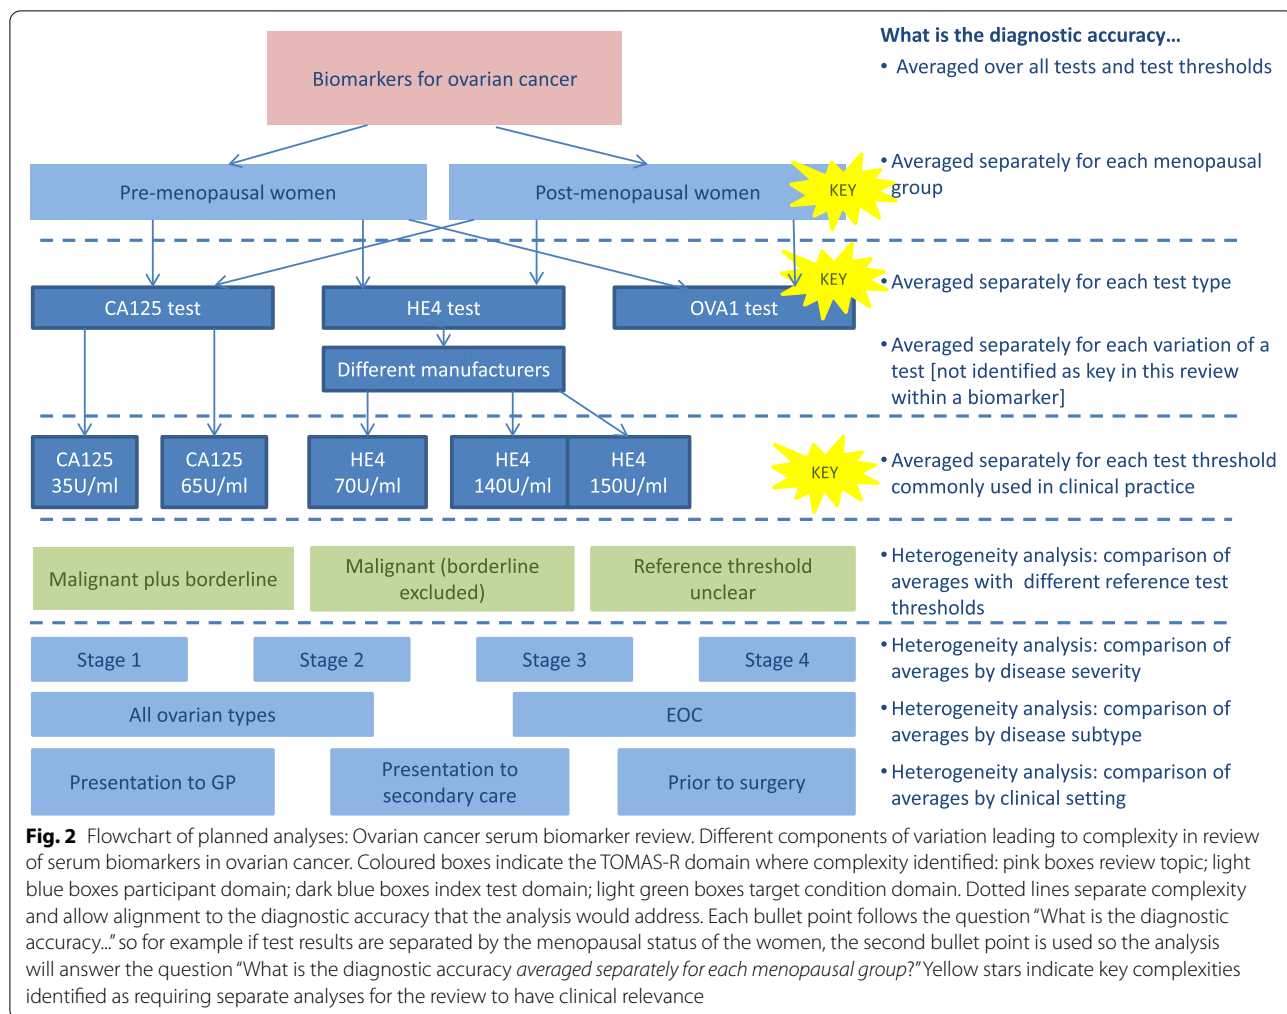 What is the diagnostic accuracy...
• Averaged over all tests and test thresholds
Biomarkers for ovarian cancer
• Averaged separately for each menopausal
group
Pre-menopausal women
Post-menopausal women
KEY
KEY
• Averaged separately for each test type
CA125 test
HE4 test
OVA1 test
Different manufacturers
• Averaged separately for each variation of a
test [not identified as key in this review
within a biomarker]
CA125
35U/ml
CA125
65U/ml
HE4
70U/ml
HE4
140U/ml
HE4
150U/ml
KEY
• Averaged separately for each test threshold
commonly used in clinical practice
Malignant plus borderline
Malignant (borderline
excluded)
Reference threshold
unclear
• Heterogeneity analysis: comparison of
averages with different reference test
thresholds
Stage 1
Stage 2
Stage 3
Stage 4
• Heterogeneity analysis: comparison of
averages by disease severity
All ovarian types
EOC
• Heterogeneity analysis: comparison of
averages by disease subtype
Presentation to GP
Presentation to
secondary care
Prior to surgery
• Heterogeneity analysis: comparison of
averages by clinical setting
Fig. 2 Flowchart of planned analyses: Ovarian cancer serum biomarker review. Different components of variation leading to complexity in review
of serum biomarkers in ovarian cancer. Coloured boxes indicate the TOMAS-R domain where complexity identified: pink boxes review topic; light
blue boxes participant domain; dark blue boxes index test domain; light green boxes target condition domain. Dotted lines separate complexity
and allow alignment to the diagnostic accuracy that the analysis would address. Each bullet point follows the question “What is the diagnostic
accuracy...” so for example if test results are separated by the menopausal status of the women, the second bullet point is used so the analysis
will answer the question “What is the diagnostic accuracy averaged separately for each menopausal group?” Yellow stars indicate key complexities
identified as requiring separate analyses for the review to have clinical relevance